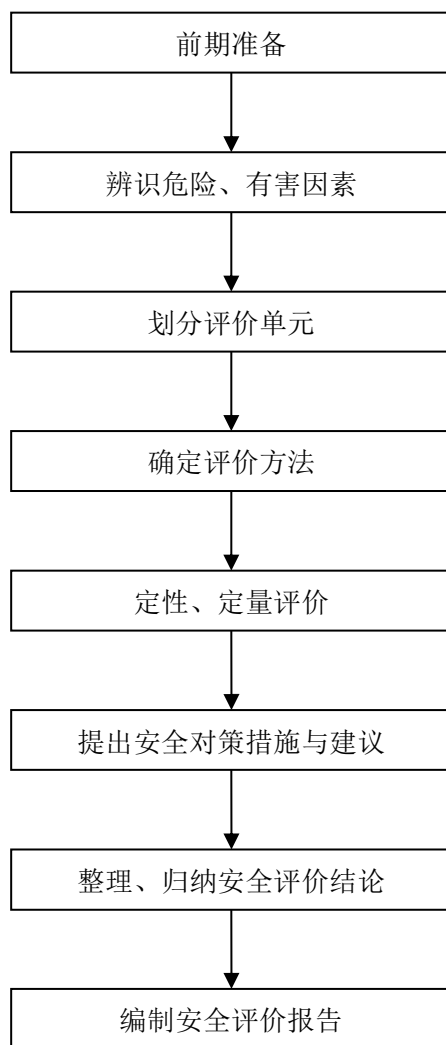 前期准备
辨识危险、有害因素
划分评价单元
确定评价方法
定性、定量评价
提出安全对策措施与建议
整理、归纳安全评价结论
编制安全评价报告